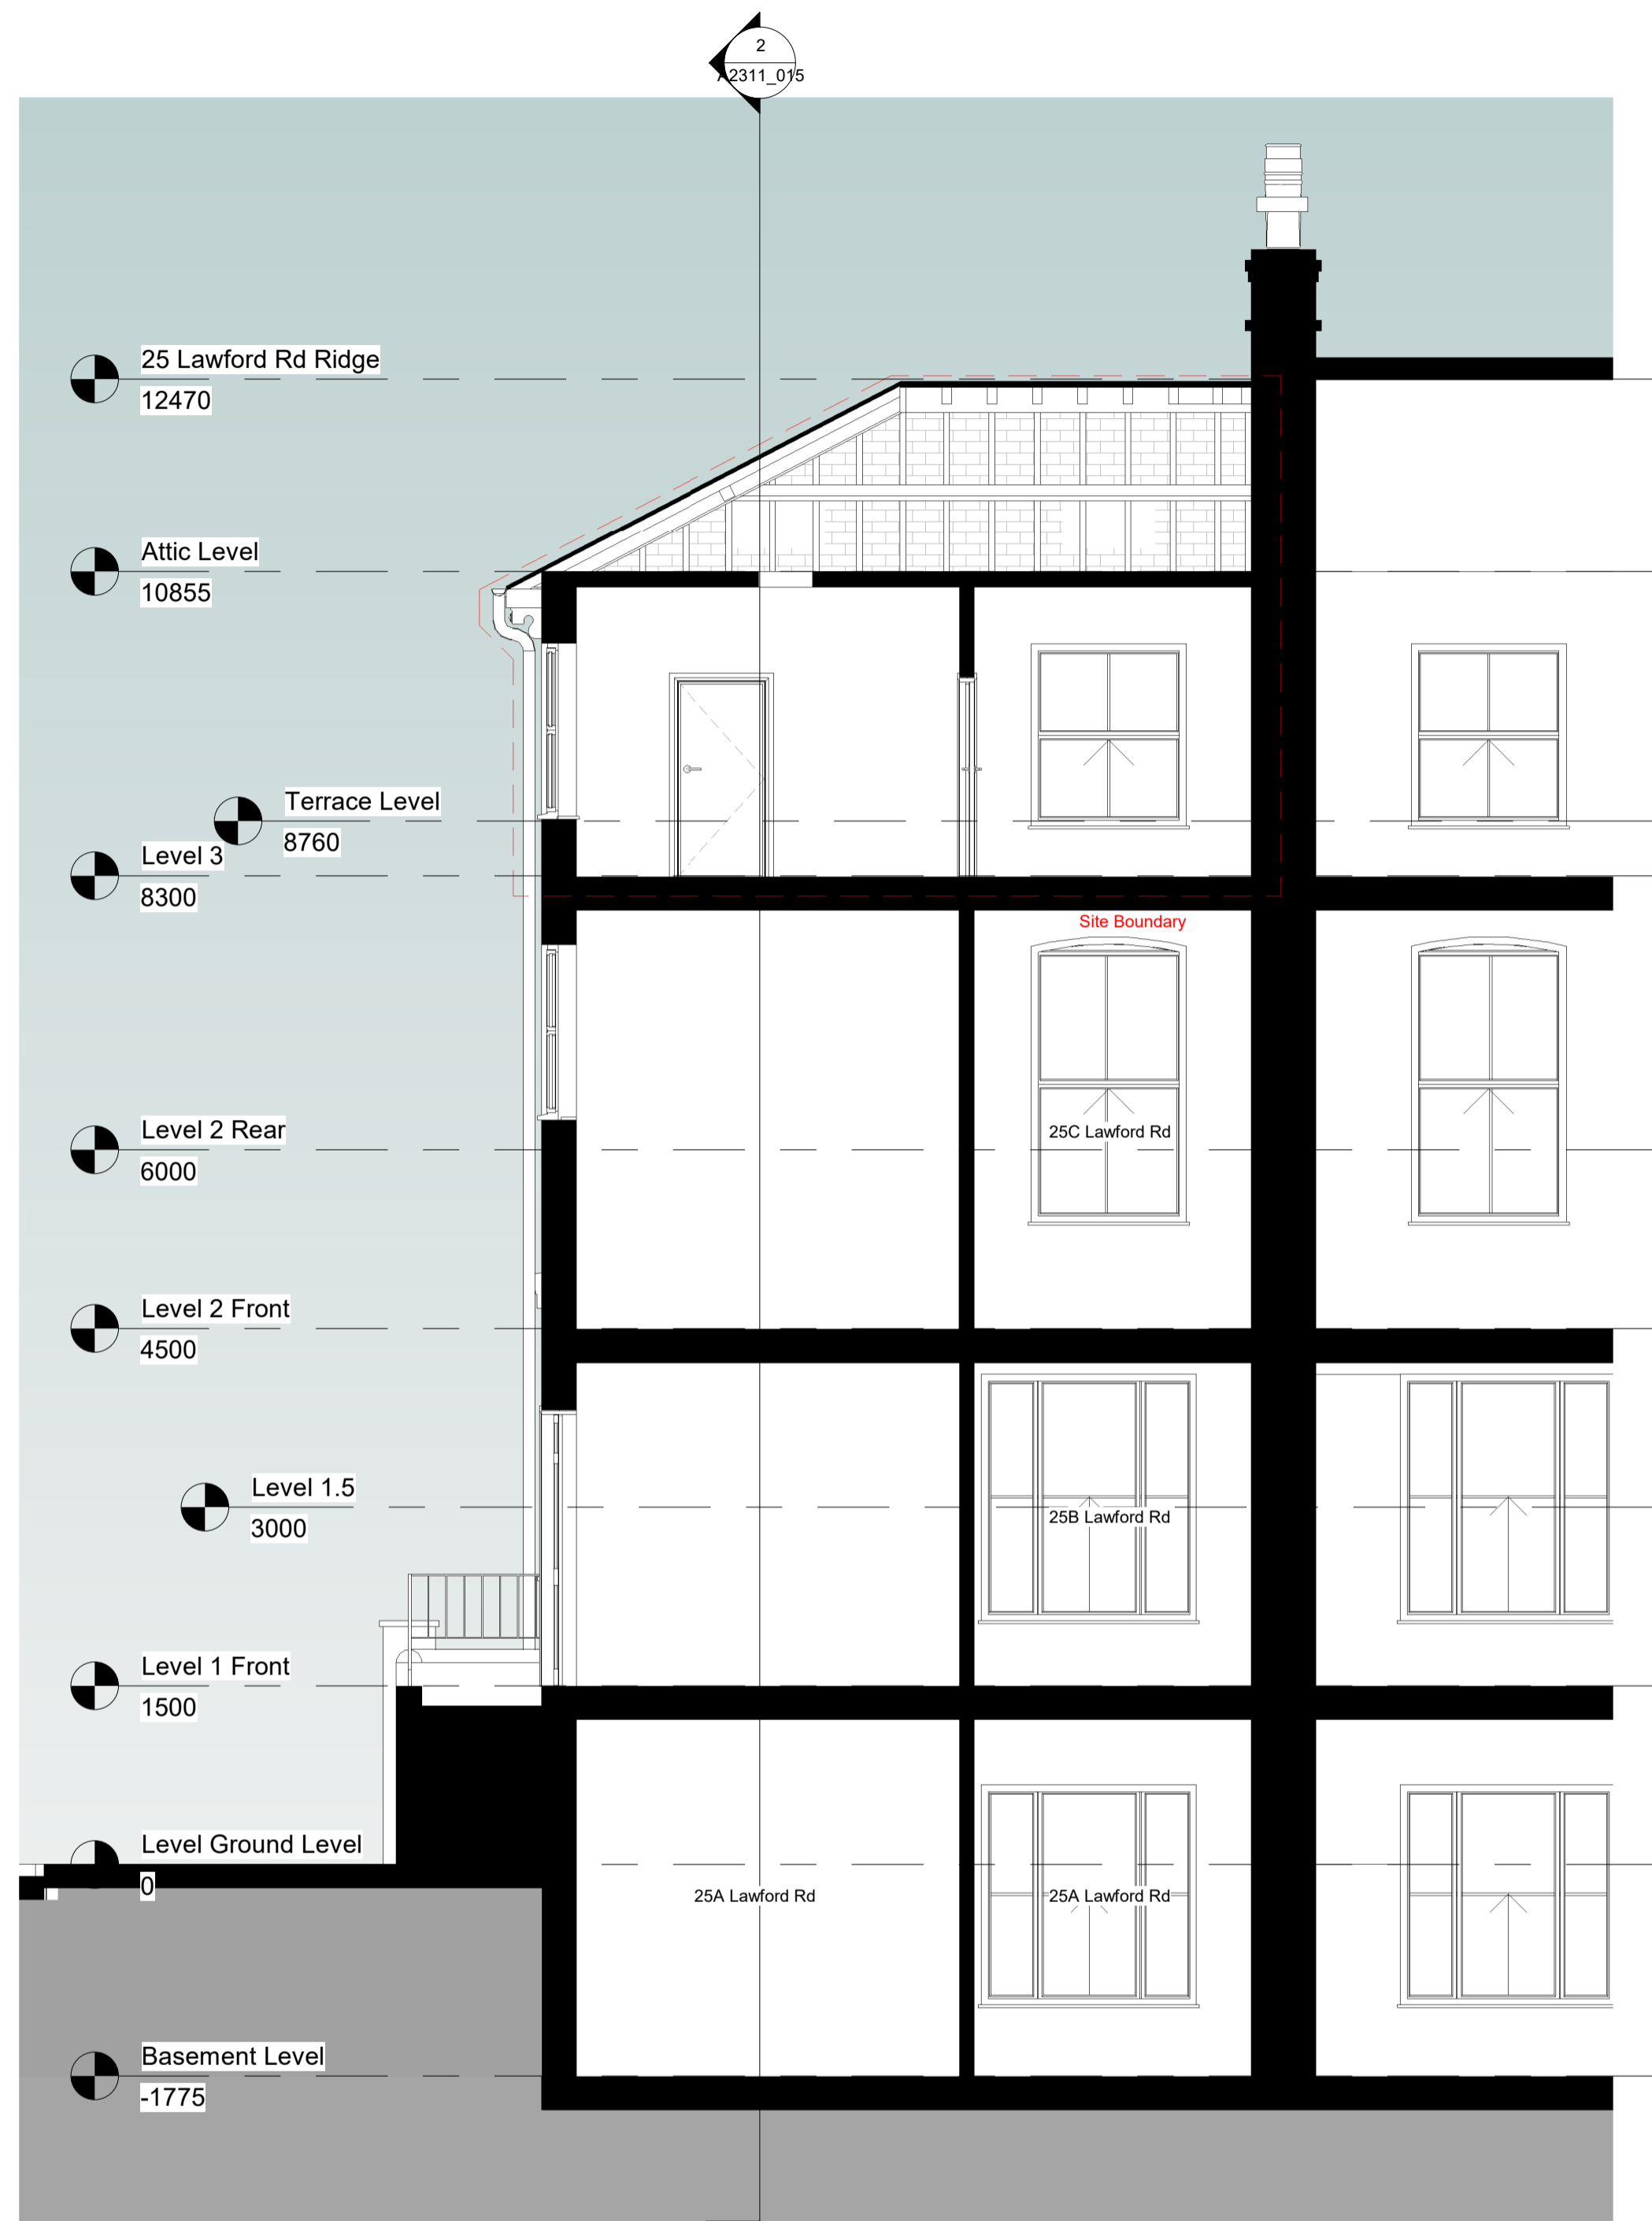 2
A2311_015
25 Lawford Rd Ridge
12470
Attic Level
10855
Terrace Level
8760
Level 3
8300
Site Boundary
Level 2 Rear
6000
25C Lawford Rd
Level 2 Front
4500
Level 1.5
3000
25B Lawford Rd
Level 1 Front
1500
Level Ground Level
0
25A Lawford Rd
25A Lawford Rd
Basement Level
-1775